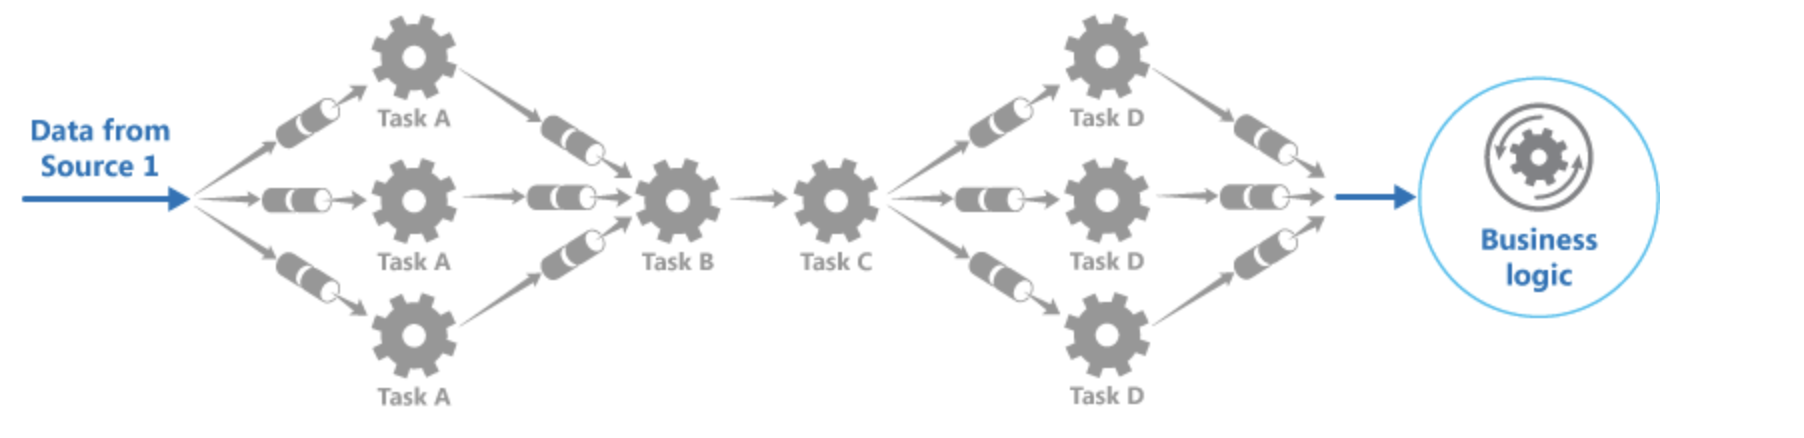 Data from
Source 1
Task A
Task A
Task A
Task B
Task C
Task D
Task D
Task D
Business
logic